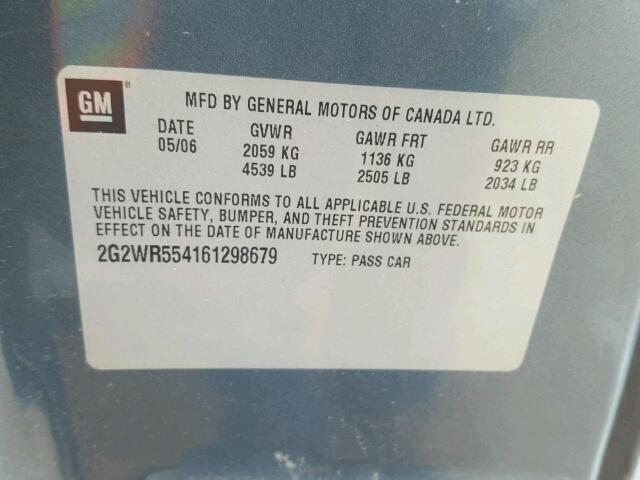 GM ®
MFD BY GENERAL MOTORS OF CANADA LTD.
DATE GVWR GAWR FRT GAWR RR
05/06 2059 KG 1136 KG 923 KG
4539 LB 2505 LB 2034 LB
THIS VEHICLE CONFORMS TO ALL APPLICABLE U.S. FEDERAL MOTOR
VEHICLE SAFETY, BUMPER, AND THEFT PREVENTION STANDARDS IN
EFFECT ON THE DATE OF MANUFACTURE SHOWN ABOVE.
2G2WR554161298679 TYPE: PASS CAR